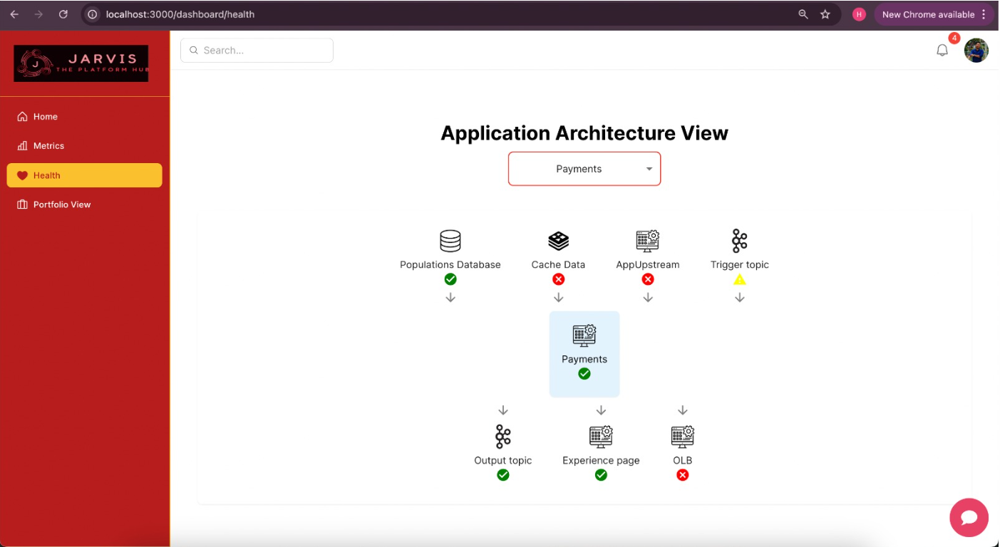 localhost:3000/dashboard/health
H
New Chrome available
J
JARVIS
THE PLATFORM HUB
Search...
4
Home
Metrics
Health
Portfolio View
Application Architecture View
Payments
Populations Database
Cache Data
AppUpstream
Trigger topic
Payments
Output topic
Experience page
OLB